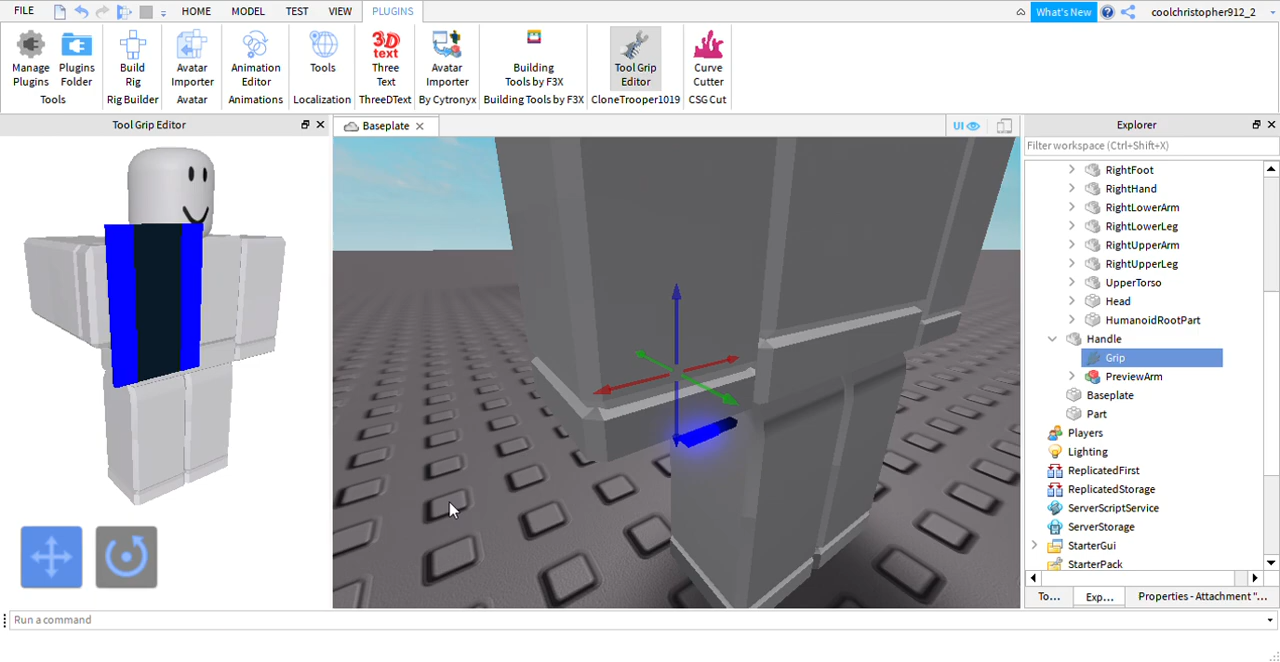 FILE HOME MODEL TEST VIEW PLUGINS What's New coolchristopher912_2
Manage Plugins Plugins Folder Build Rig Avatar Importer Animation Editor Tools 3D text Three Text Avatar Importer Building Tools by F3X Tool Grip Editor Curve Cutter
Tools Rig Builder Avatar Animations Localization ThreeDText By Cytronyx Building Tools by F3X CloneTrooper1019 CSG Cut
Tool Grip Editor
Baseplate
UI
Explorer
Filter workspace (Ctrl+Shift+X)
RightFoot
RightHand
RightLowerArm
RightLowerLeg
RightUpperArm
RightUpperLeg
UpperTorso
Head
HumanoidRootPart
Handle
Grip
PreviewArm
Baseplate
Part
Players
Lighting
ReplicatedFirst
ReplicatedStorage
ServerScriptService
ServerStorage
StarterGui
StarterPack
To... Exp... Properties - Attachment "...
Run a command